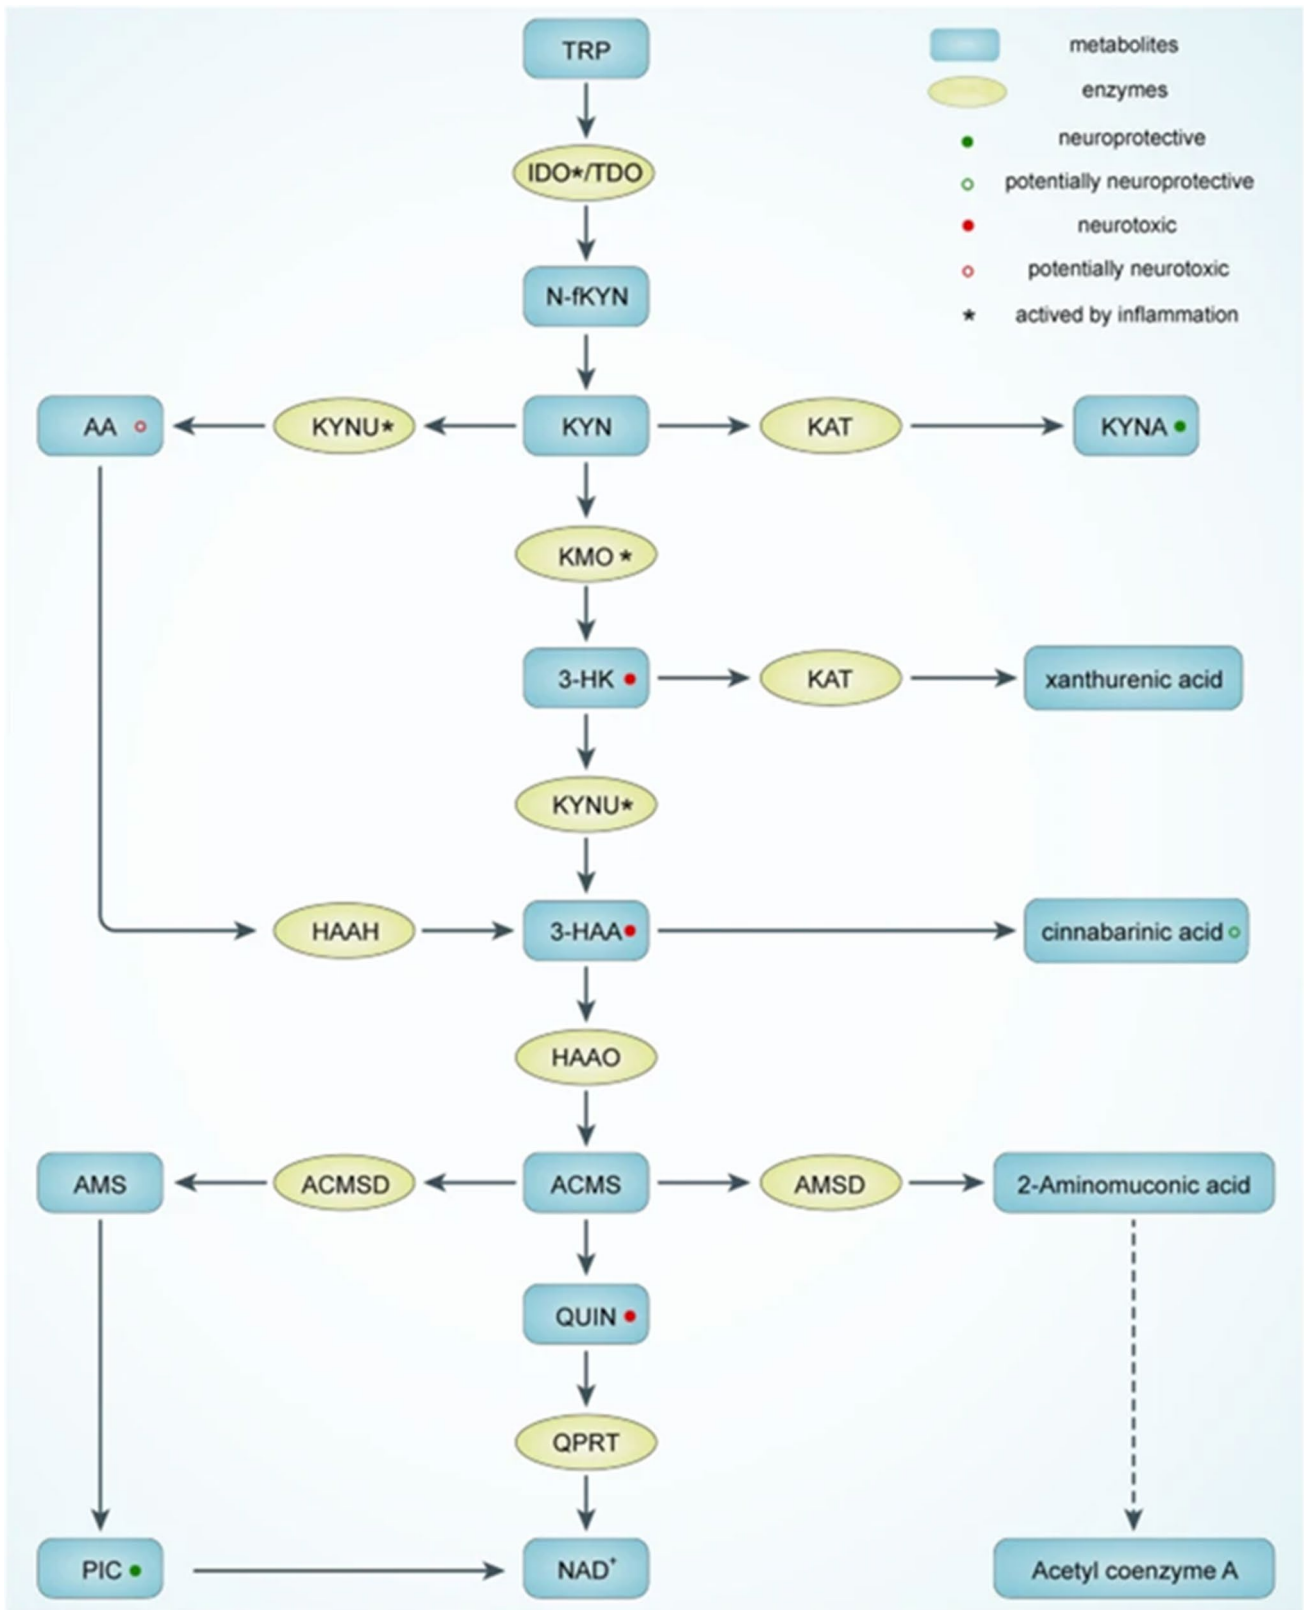 TRP
metabolites
enzymes
neuroprotective
potentially neuroprotective
neurotoxic
potentially neurotoxic
* actived by inflammation
IDO*/TDO
N-fKYN
AA
KYNU*
KYN
KAT
KYNA
KMO *
3-HK
KAT
xanthurenic acid
KYNU*
HAAH
3-HAA
cinnabarinic acid
HAAO
AMS
ACMSD
ACMS
AMSD
2-Aminomuconic acid
QUIN
QPRT
PIC
NAD⁺
Acetyl coenzyme A